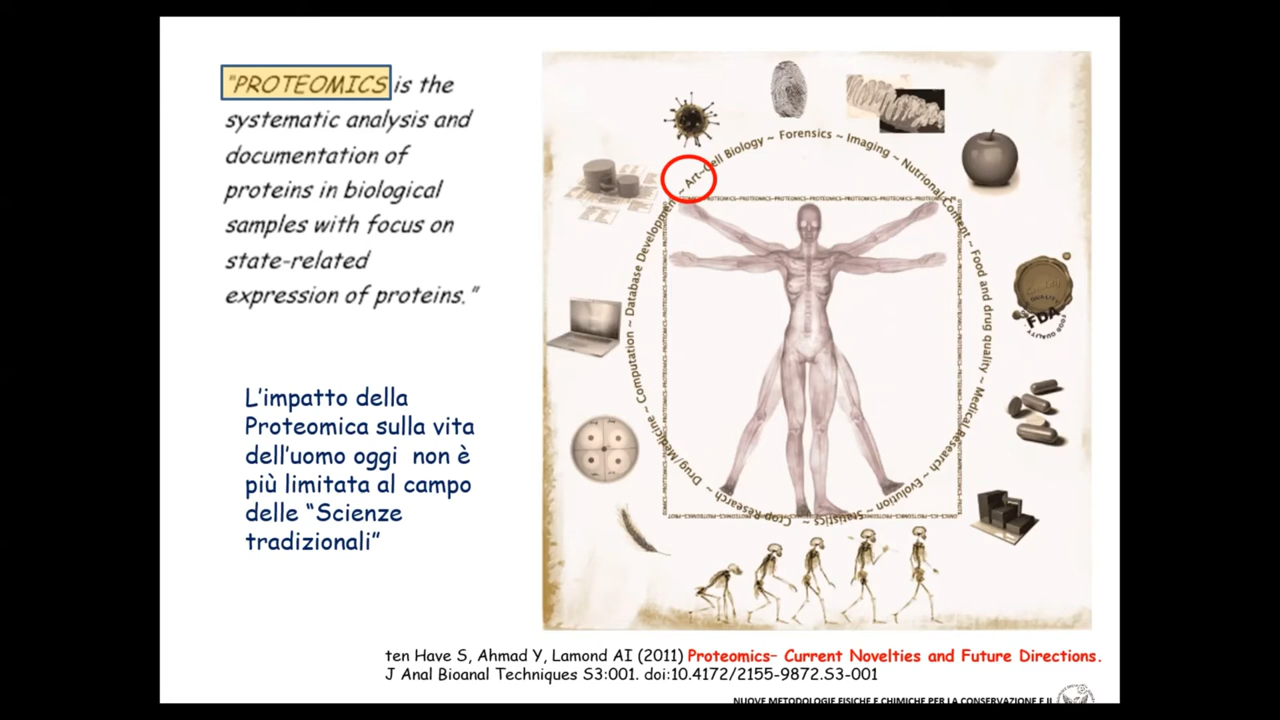 "PROTEOMICS is the
systematic analysis and
documentation of
proteins in biological
samples with focus on
state-related
expression of proteins."
L'impatto della
Proteomica sulla vita
dell'uomo oggi non è
più limitata al campo
delle "Scienze
tradizionali"
~ Art~Cell Biology ~ Forensics ~ Imaging ~ Nutritional Content ~ Food and drug quality ~ Medical Research ~ Evolution ~ Statistics ~ Crop Research ~ Drug/Medicine ~ Computation ~ Database Development
FDA
ten Have S, Ahmad Y, Lamond AI (2011) Proteomics– Current Novelties and Future Directions.
J Anal Bioanal Techniques S3:001. doi:10.4172/2155-9872.S3-001
NUOVE METODOLOGIE FISICHE E CHIMICHE PER LA CONSERVAZIONE E IL